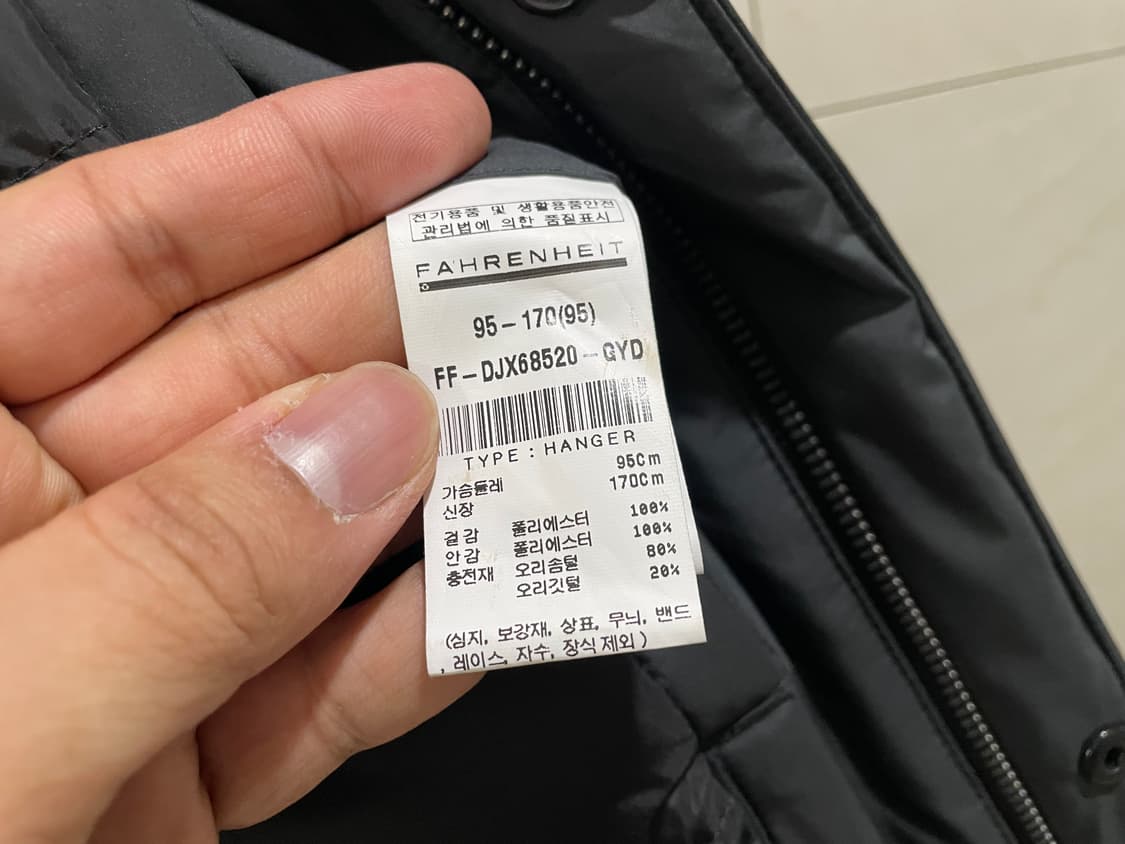 전기용품 및 생활용품안전
관리법에 의한 품질표시
FAHRENHEIT
95-170(95)
FF-DJX68520-GYD
TYPE : HANGER
가슴둘레 95Cm
신장 170Cm
겉감 폴리에스터 100%
안감 폴리에스터 100%
충전재 오리솜털 80%
오리깃털 20%
(심지, 보강재, 상표, 무늬, 밴드
, 레이스, 자수, 장식 제외)